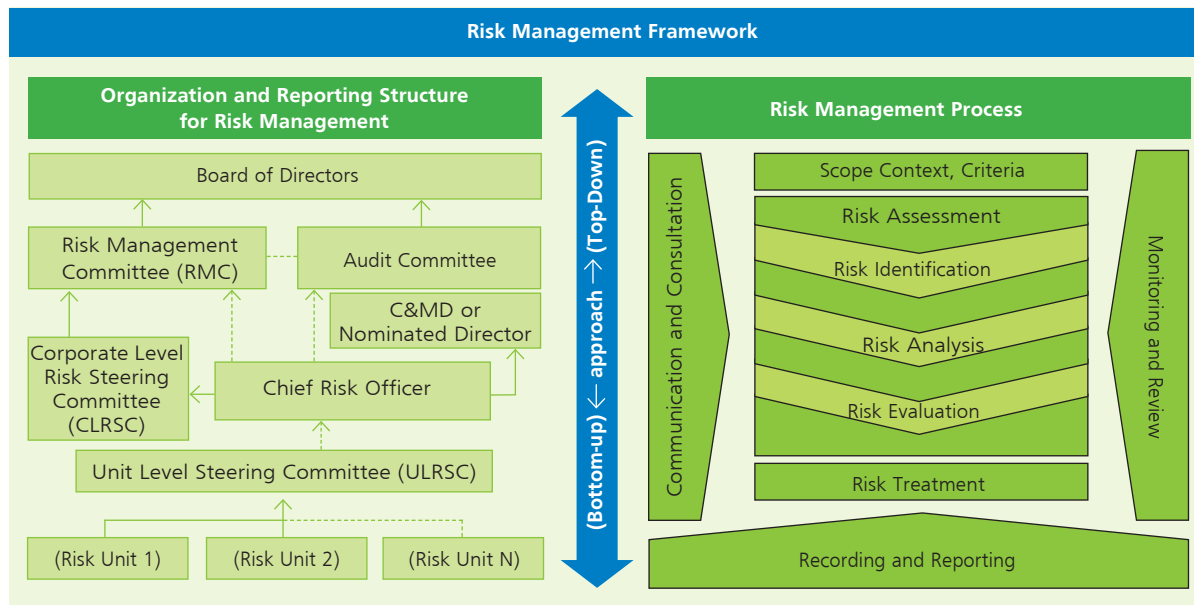 Risk Management Framework
Organization and Reporting Structure
for Risk Management
Board of Directors
Risk Management
Committee (RMC)
Audit Committee
C&MD or
Nominated Director
Corporate Level
Risk Steering
Committee
(CLRSC)
Chief Risk Officer
Unit Level Steering Committee (ULRSC)
(Risk Unit 1)
(Risk Unit 2)
(Risk Unit N)
(Bottom-up) ← approach → (Top-Down)
Risk Management Process
Communication and Consultation
Scope Context, Criteria
Risk Assessment
Risk Identification
Risk Analysis
Risk Evaluation
Risk Treatment
Monitoring and Review
Recording and Reporting